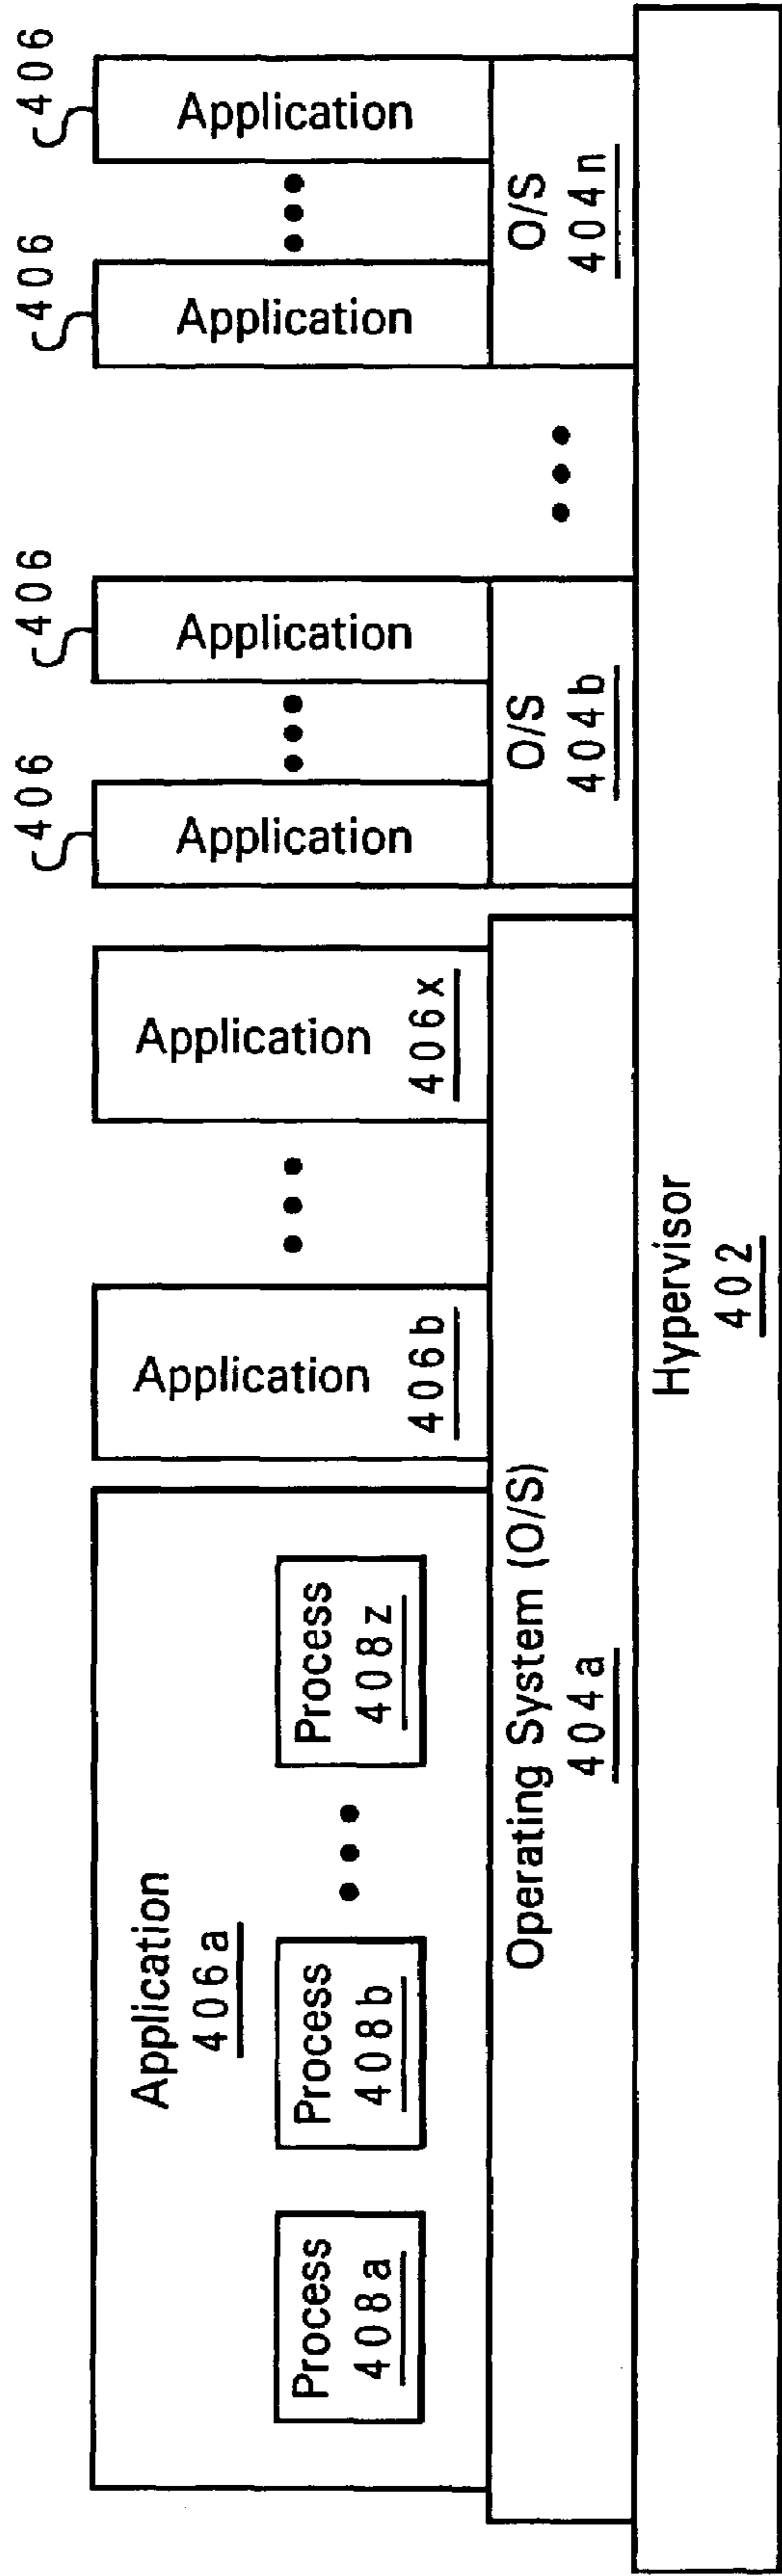 406
406
406
406
Application
406a
Process
408a
Process
408b
Process
408z
Application
406b
Application
406x
Application
Application
Application
Application
Operating System (O/S)
404a
O/S
404b
O/S
404n
Hypervisor
402